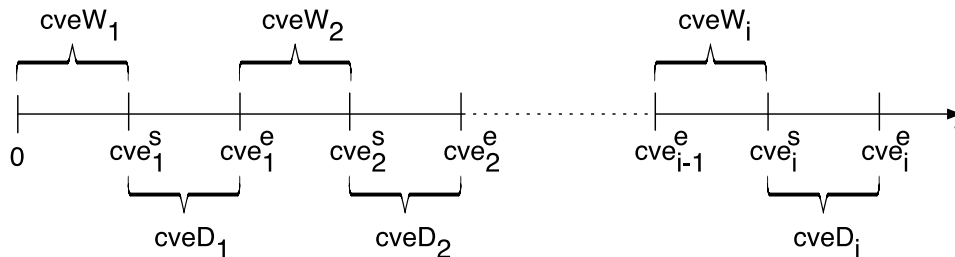 cveW₁ cveW₂ cveWᵢ
0 cve₁ˢ cve₁ᵉ cve₂ˢ cve₂ᵉ cveᵢ₋₁ᵉ cveᵢˢ cveᵢᵉ
cveD₁ cveD₂ cveDᵢ